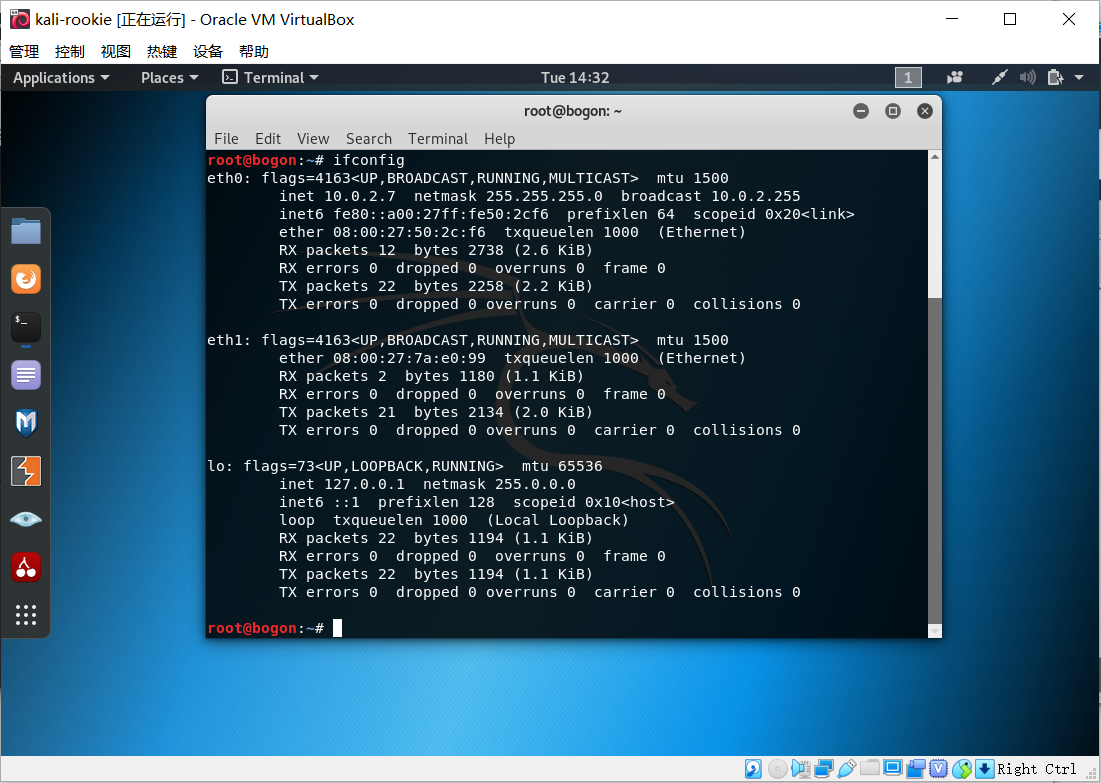 kali-rookie [正在运行] - Oracle VM VirtualBox
管理 控制 视图 热键 设备 帮助
Applications Places Terminal Tue 14:32 1
root@bogon: ~
File Edit View Search Terminal Help
root@bogon:~# ifconfig
eth0: flags=4163<UP,BROADCAST,RUNNING,MULTICAST>  mtu 1500
        inet 10.0.2.7  netmask 255.255.255.0  broadcast 10.0.2.255
        inet6 fe80::a00:27ff:fe50:2cf6  prefixlen 64  scopeid 0x20<link>
        ether 08:00:27:50:2c:f6  txqueuelen 1000  (Ethernet)
        RX packets 12  bytes 2738 (2.6 KiB)
        RX errors 0  dropped 0  overruns 0  frame 0
        TX packets 22  bytes 2258 (2.2 KiB)
        TX errors 0  dropped 0 overruns 0  carrier 0  collisions 0
eth1: flags=4163<UP,BROADCAST,RUNNING,MULTICAST>  mtu 1500
        ether 08:00:27:7a:e0:99  txqueuelen 1000  (Ethernet)
        RX packets 2  bytes 1180 (1.1 KiB)
        RX errors 0  dropped 0  overruns 0  frame 0
        TX packets 21  bytes 2134 (2.0 KiB)
        TX errors 0  dropped 0 overruns 0  carrier 0  collisions 0
lo: flags=73<UP,LOOPBACK,RUNNING>  mtu 65536
        inet 127.0.0.1  netmask 255.0.0.0
        inet6 ::1  prefixlen 128  scopeid 0x10<host>
        loop  txqueuelen 1000  (Local Loopback)
        RX packets 22  bytes 1194 (1.1 KiB)
        RX errors 0  dropped 0  overruns 0  frame 0
        TX packets 22  bytes 1194 (1.1 KiB)
        TX errors 0  dropped 0 overruns 0  carrier 0  collisions 0
root@bogon:~#
Right Ctrl